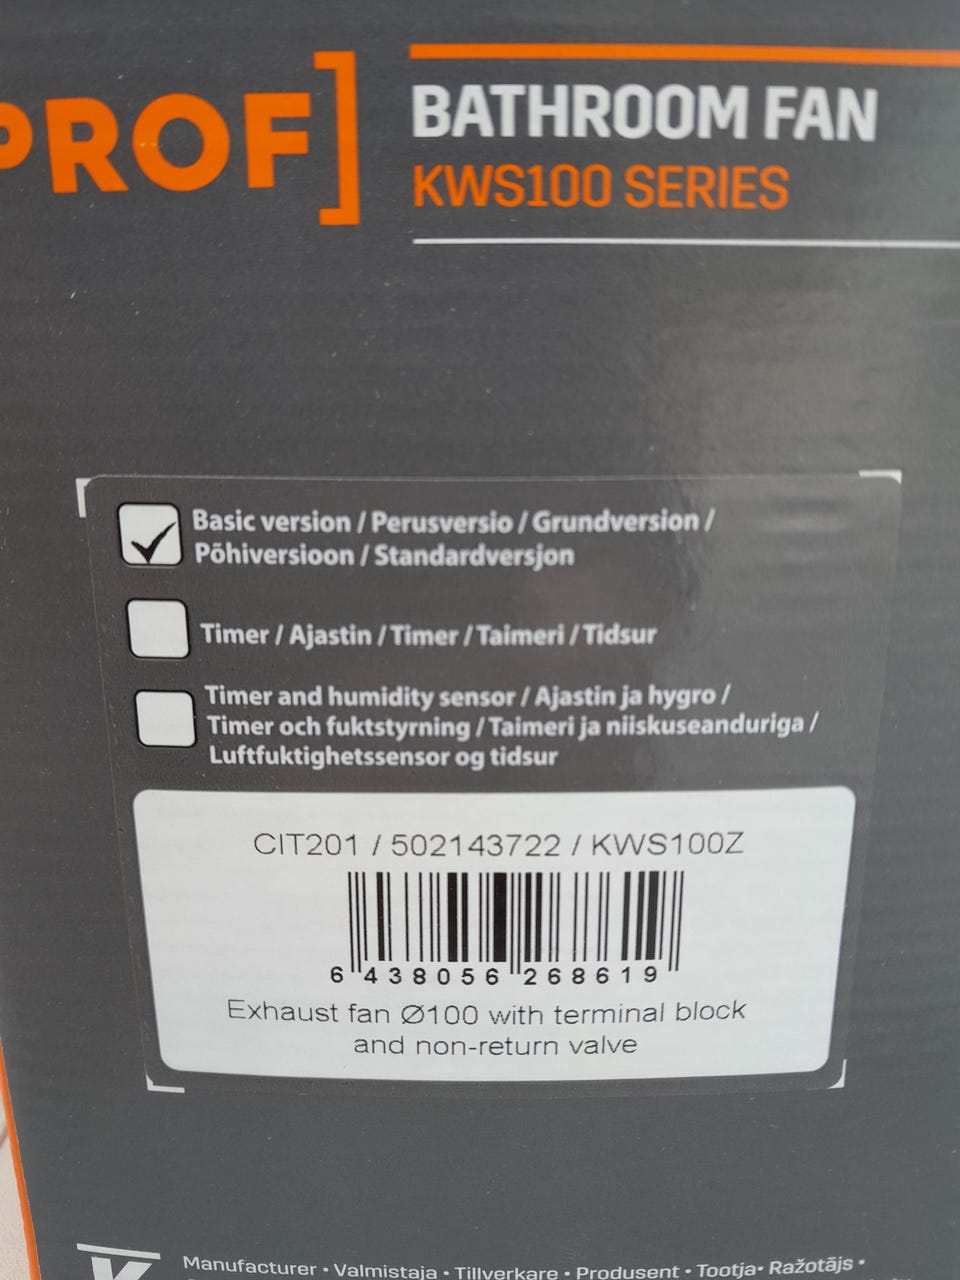 PROF]
BATHROOM FAN
KWS100 SERIES
Basic version / Perusversio / Grundversion /
Põhiversioon / Standardversjon
Timer / Ajastin / Timer / Taimeri / Tidsur
Timer and humidity sensor / Ajastin ja hygro /
Timer och fuktstyrning / Taimeri ja niiskuseanduriga /
Luftfuktighetssensor og tidsur
CIT201 / 502143722 / KWS100Z
6 438056 268619
Exhaust fan Ø100 with terminal block
and non-return valve
Manufacturer • Valmistaja • Tillverkare • Produsent • Tootja• Ražotājs •